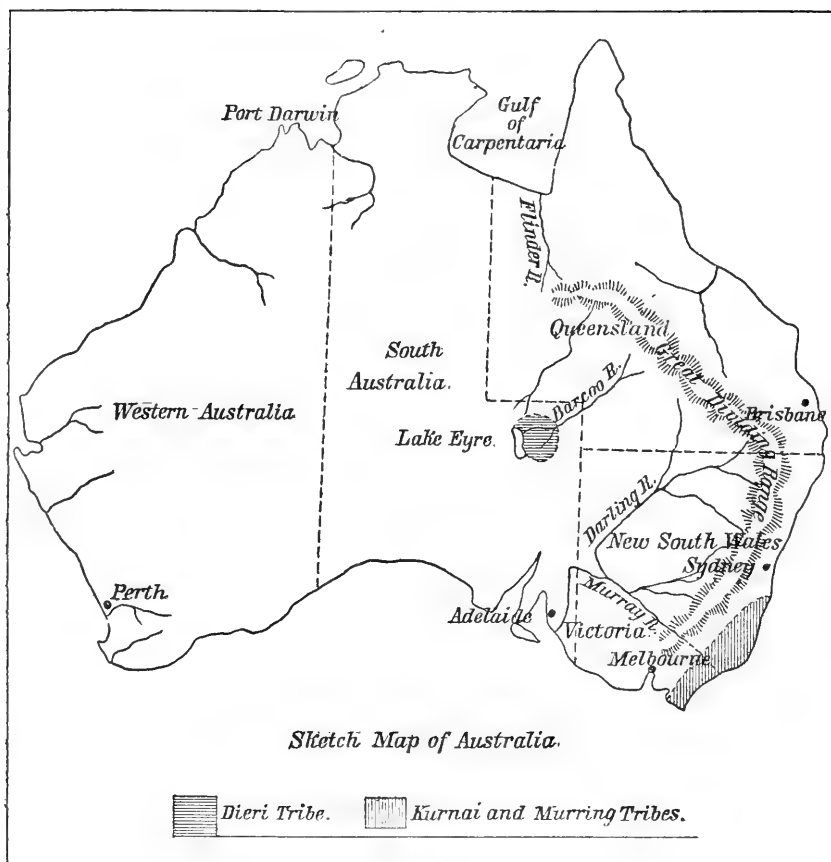 Port Darwin
Gulf
of
Carpentaria
Flinder R.
Queensland
Great Dividing Range
South
Australia.
Western-Australia
Barcoo R.
Brisbane
Lake Eyre.
Darling R.
New South Wales
Sydney
Perth
Murray R.
Adelaide
Victoria.
Melbourne
Sketch Map of Australia.
Dieri Tribe. Kurnai and Murring Tribes.